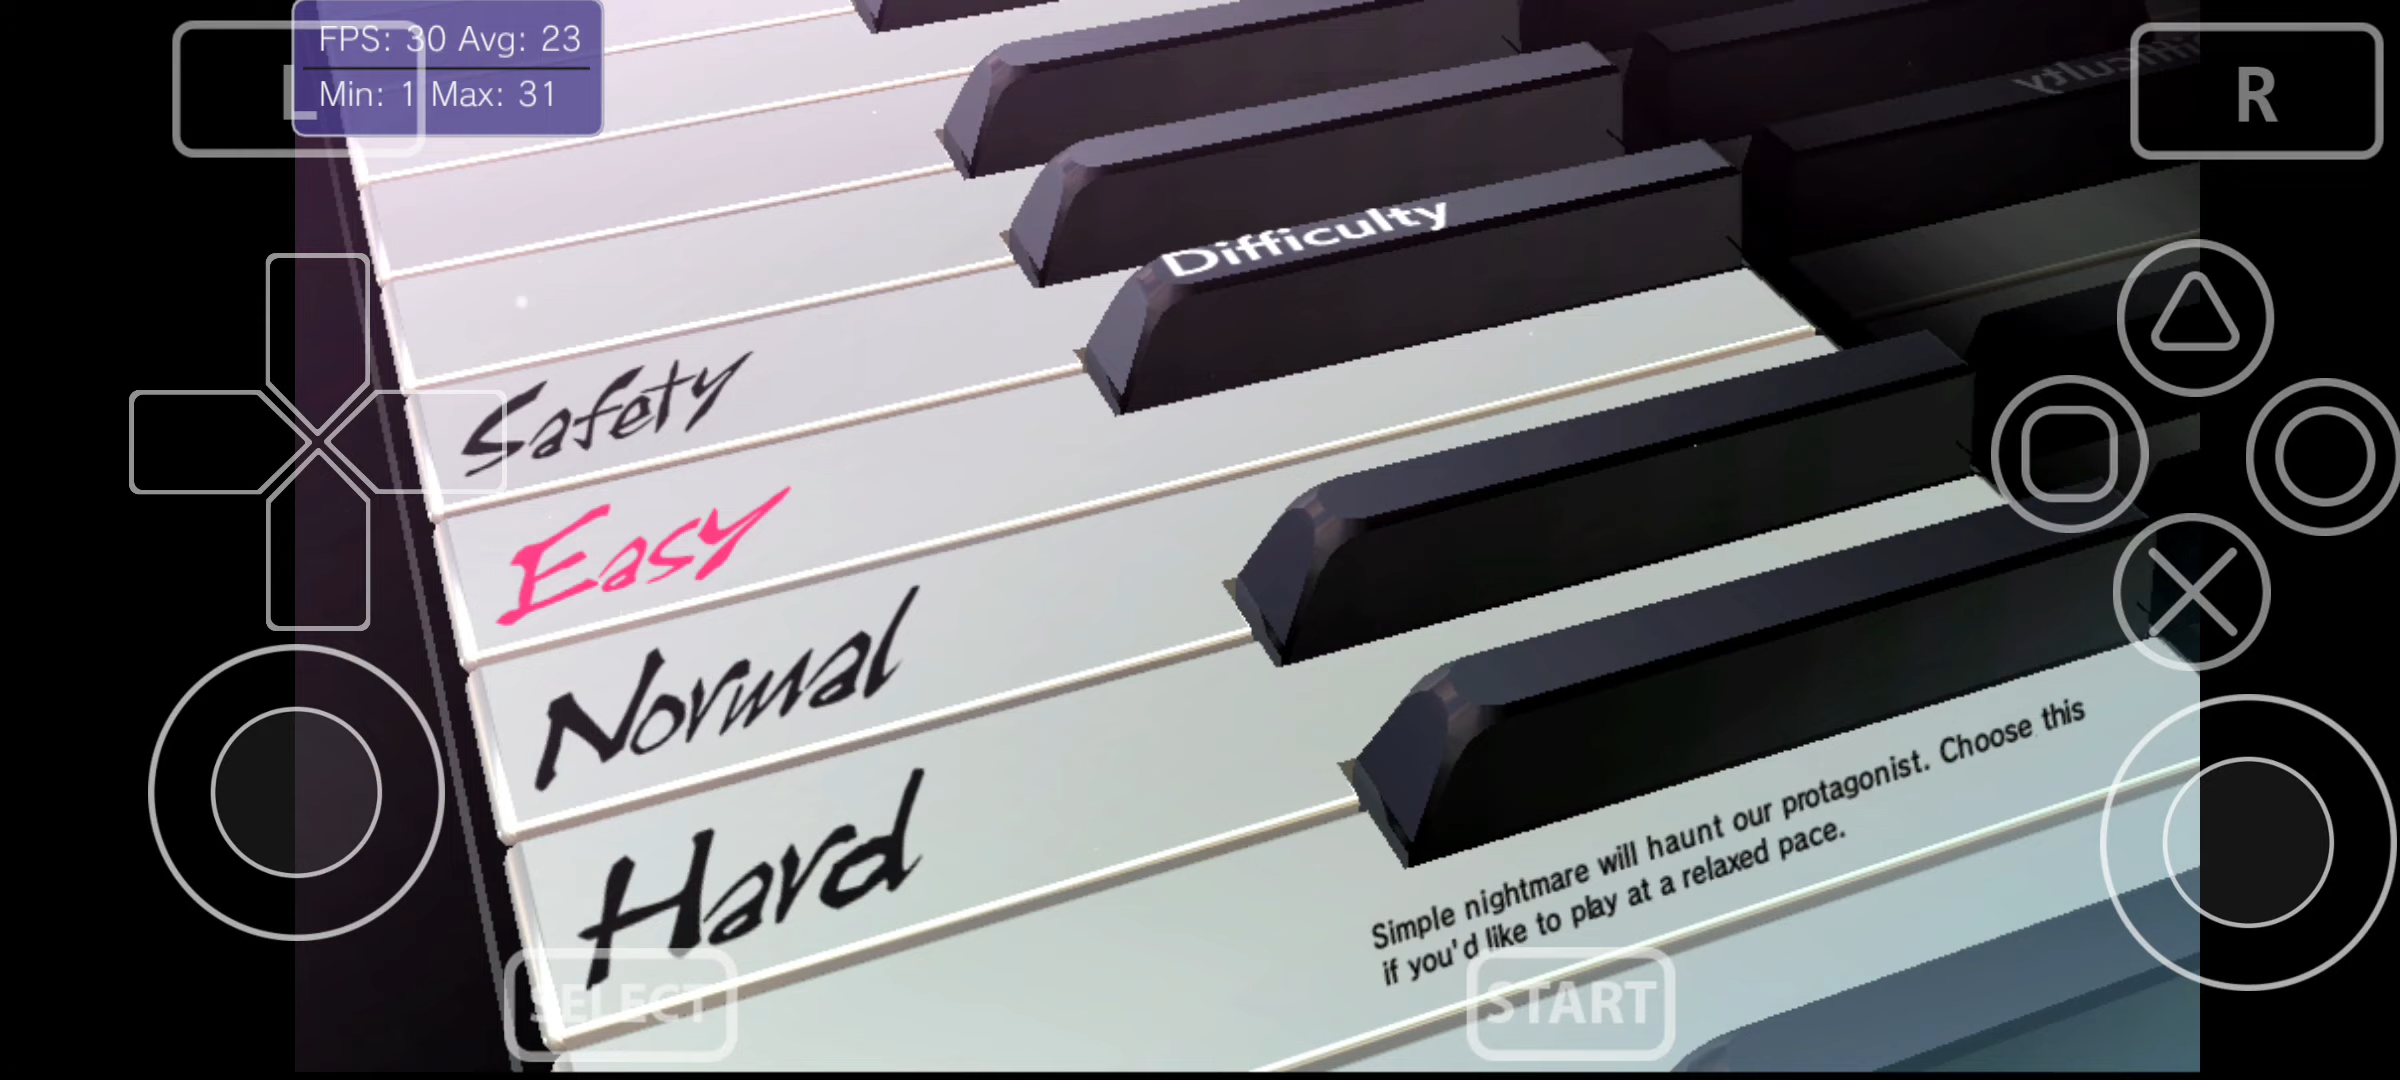 FPS: 30 Avg: 23
Min: 1 Max: 31
L
R
Difficulty
Difficulty
Safety
Easy
Normal
Hard
Simple nightmare will haunt our protagonist. Choose this
if you'd like to play at a relaxed pace.
SELECT
START